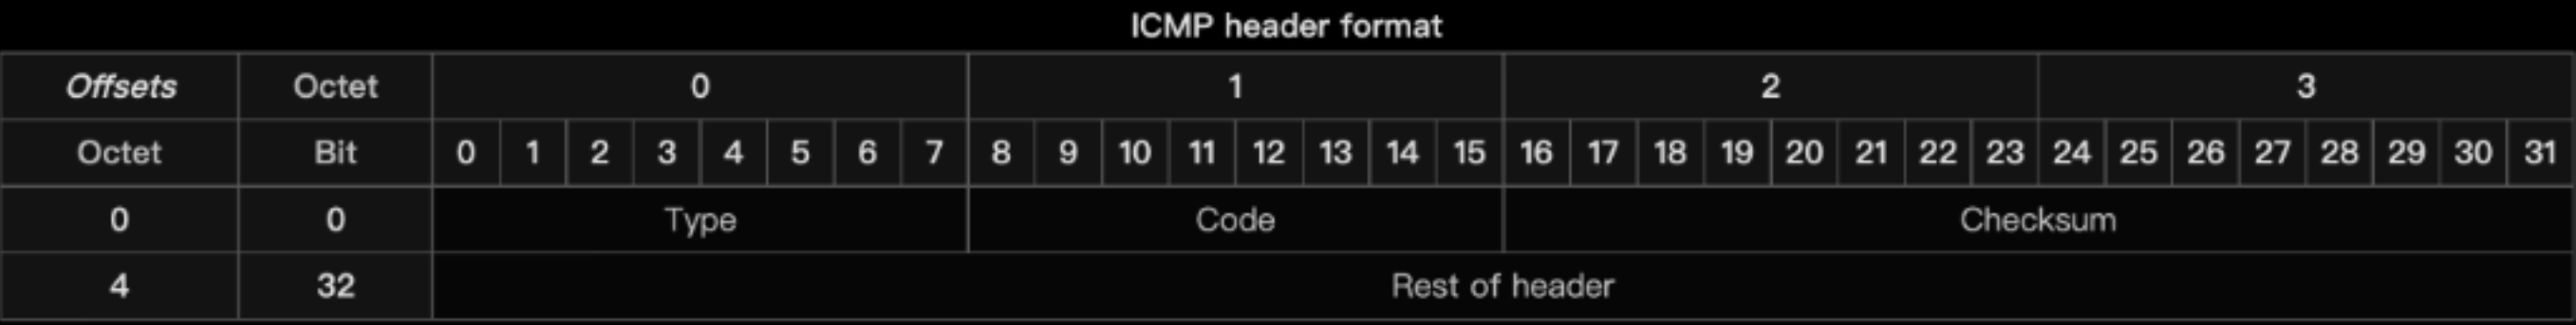 ICMP header format
Offsets Octet 0 1 2 3
Octet Bit 0 1 2 3 4 5 6 7 8 9 10 11 12 13 14 15 16 17 18 19 20 21 22 23 24 25 26 27 28 29 30 31
0 0 Type Code Checksum
4 32 Rest of header